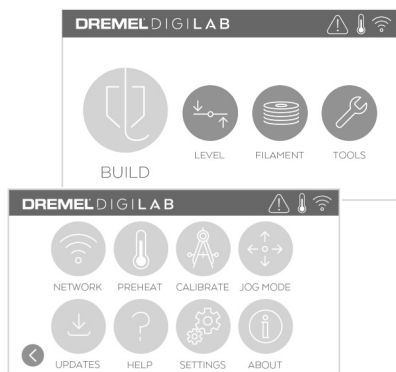 DREMEL DIGILAB
BUILD
LEVEL
FILAMENT
TOOLS
DREMEL DIGILAB
NETWORK PREHEAT CALIBRATE JOG MODE
UPDATES HELP SETTINGS ABOUT